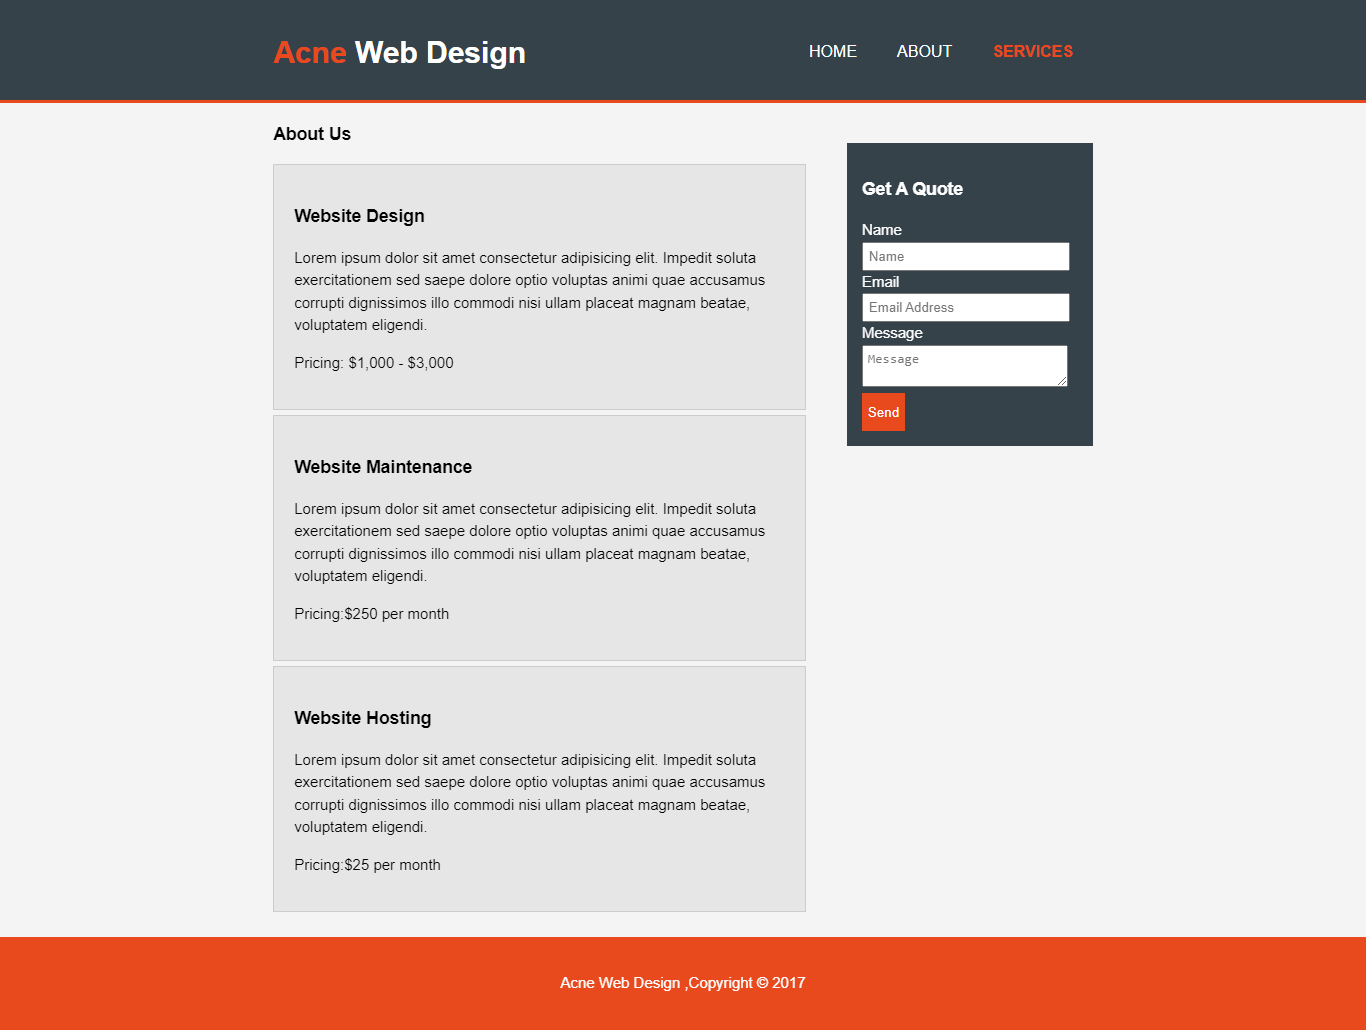 Acne Web Design
HOME ABOUT SERVICES
About Us
Website Design
Lorem ipsum dolor sit amet consectetur adipisicing elit. Impedit soluta
exercitationem sed saepe dolore optio voluptas animi quae accusamus
corrupti dignissimos illo commodi nisi ullam placeat magnam beatae,
voluptatem eligendi.
Pricing: $1,000 - $3,000
Website Maintenance
Lorem ipsum dolor sit amet consectetur adipisicing elit. Impedit soluta
exercitationem sed saepe dolore optio voluptas animi quae accusamus
corrupti dignissimos illo commodi nisi ullam placeat magnam beatae,
voluptatem eligendi.
Pricing:$250 per month
Website Hosting
Lorem ipsum dolor sit amet consectetur adipisicing elit. Impedit soluta
exercitationem sed saepe dolore optio voluptas animi quae accusamus
corrupti dignissimos illo commodi nisi ullam placeat magnam beatae,
voluptatem eligendi.
Pricing:$25 per month
Get A Quote
Name
Name
Email
Email Address
Message
Message
Send
Acne Web Design ,Copyright © 2017